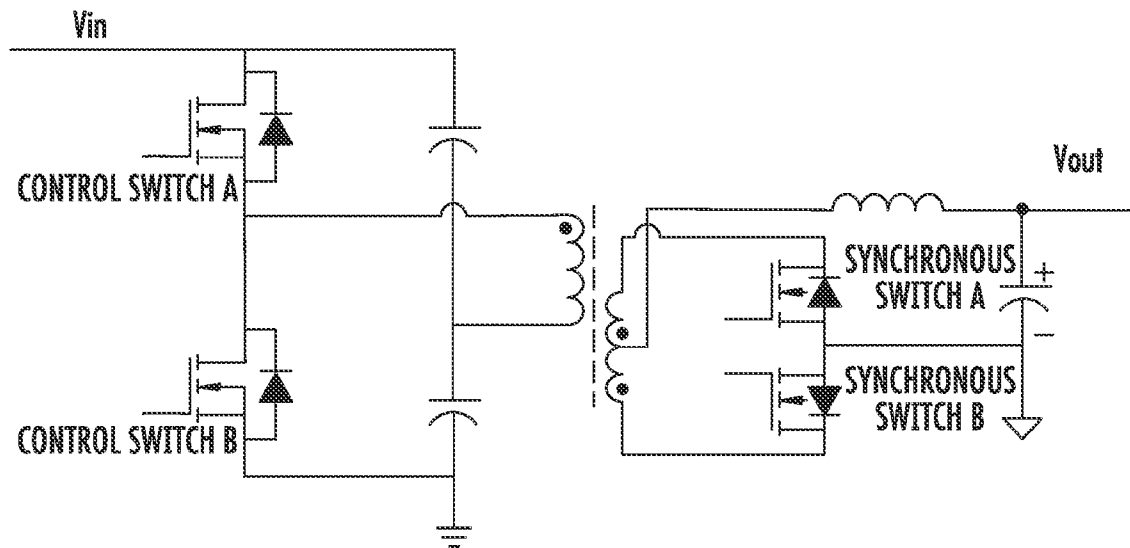 Vin
CONTROL SWITCH A
Vout
SYNCHRONOUS
SWITCH A
+
−
SYNCHRONOUS
SWITCH B
CONTROL SWITCH B